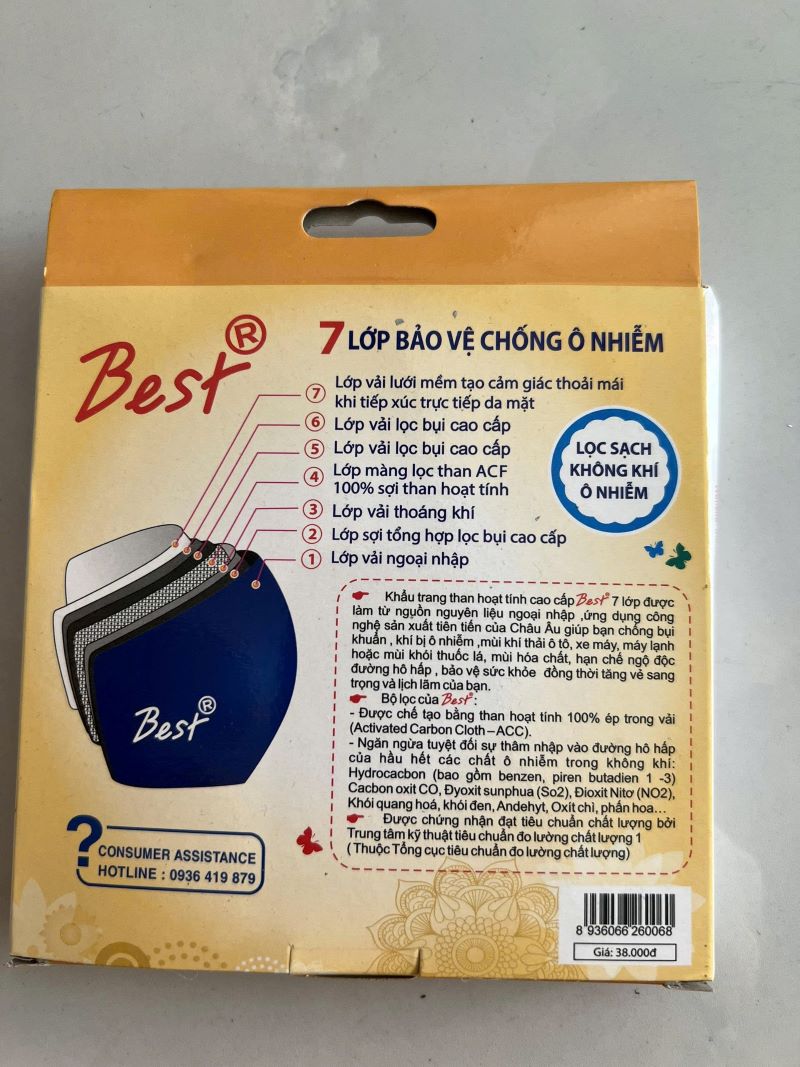 Best ®
7 LỚP BẢO VỆ CHỐNG Ô NHIỄM
7 Lớp vải lưới mềm tạo cảm giác thoải mái
khi tiếp xúc trực tiếp da mặt
6 Lớp vải lọc bụi cao cấp
5 Lớp vải lọc bụi cao cấp
4 Lớp màng lọc than ACF
100% sợi than hoạt tính
3 Lớp vải thoáng khí
2 Lớp sợi tổng hợp lọc bụi cao cấp
1 Lớp vải ngoại nhập
LỌC SẠCH
KHÔNG KHÍ
Ô NHIỄM
Best ®
Khẩu trang than hoạt tính cao cấp Best® 7 lớp được
làm từ nguồn nguyên liệu ngoại nhập ,ứng dụng công
nghệ sản xuất tiên tiến của Châu Âu giúp bạn chống bụi
khuẩn , khí bị ô nhiễm ,mùi khí thải ô tô, xe máy, máy lạnh
hoặc mùi khói thuốc lá, mùi hóa chất, hạn chế ngộ độc
đường hô hấp , bảo vệ sức khỏe đồng thời tăng vẻ sang
trọng và lịch lãm của bạn.
Bộ lọc của Best® :
- Được chế tạo bằng than hoạt tính 100% ép trong vải
(Activated Carbon Cloth – ACC).
- Ngăn ngừa tuyệt đối sự thâm nhập vào đường hô hấp
của hầu hết các chất ô nhiễm trong không khí:
Hydrocacbon (bao gồm benzen, piren butadien 1 -3)
Cacbon oxit CO, Đyoxit sunphua (So2), Đioxit Nitơ (NO2),
Khói quang hoá, khói đen, Andehyt, Oxít chì, phấn hoa...
Được chứng nhận đạt tiêu chuẩn chất lượng bởi
Trung tâm kỹ thuật tiêu chuẩn đo lường chất lượng 1
( Thuộc Tổng cục tiêu chuẩn đo lường chất lượng)
? CONSUMER ASSISTANCE
HOTLINE : 0936 419 879
8 936066 260068
Giá: 38.000đ